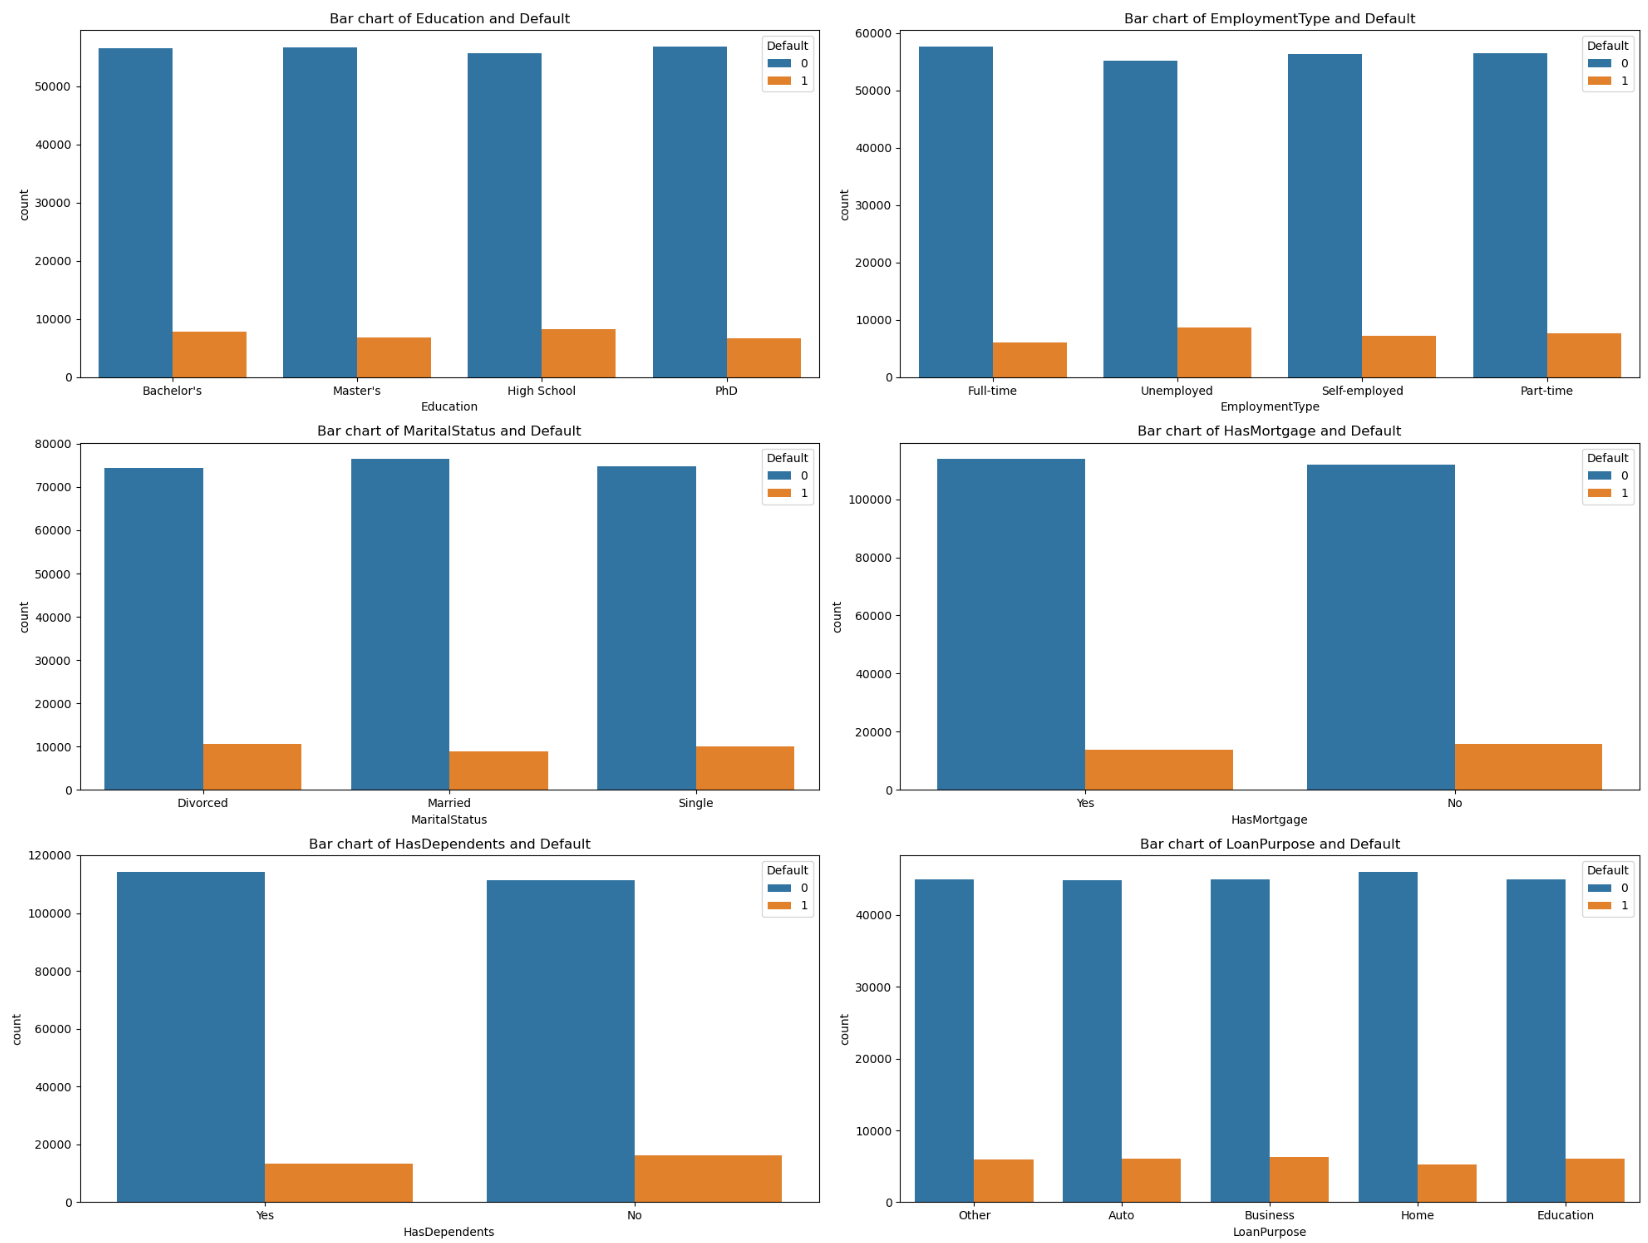 Bar chart of Education and Default
Default
0
1
50000
40000
30000
20000
10000
0
count
Bachelor's Master's High School PhD
Education
Bar chart of EmploymentType and Default
Default
0
1
60000
50000
40000
30000
20000
10000
0
count
Full-time Unemployed Self-employed Part-time
EmploymentType
Bar chart of MaritalStatus and Default
Default
0
1
80000
70000
60000
50000
40000
30000
20000
10000
0
count
Divorced Married Single
MaritalStatus
Bar chart of HasMortgage and Default
Default
0
1
100000
80000
60000
40000
20000
0
count
Yes No
HasMortgage
Bar chart of HasDependents and Default
Default
0
1
120000
100000
80000
60000
40000
20000
0
count
Yes No
HasDependents
Bar chart of LoanPurpose and Default
Default
0
1
40000
30000
20000
10000
0
count
Other Auto Business Home Education
LoanPurpose